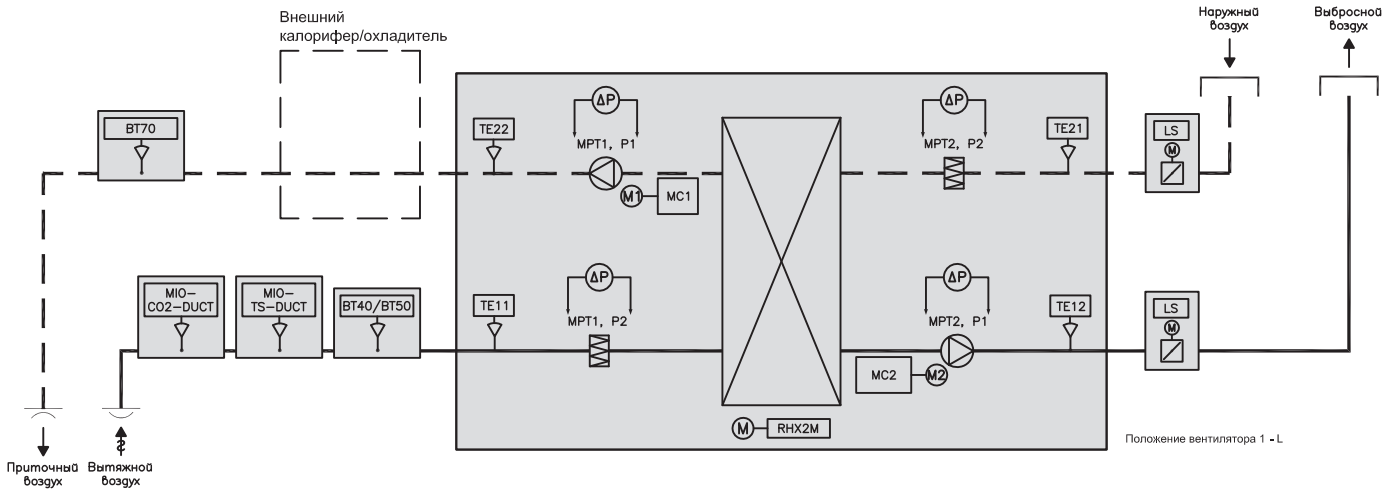 Внешний
калорифер/охладитель
Наружный
воздух
Выбросной
воздух
BT70
TE22
ΔP
MPT1, P1
M1
MC1
ΔP
MPT2, P2
TE21
LS
M
MIO-
CO2-DUCT
MIO-
TS-DUCT
BT40/BT50
TE11
ΔP
MPT1, P2
ΔP
MPT2, P1
MC2
M2
TE12
LS
M
M
RHX2M
Положение вентилятора 1 - L
Приточный
воздух
Вытяжной
воздух